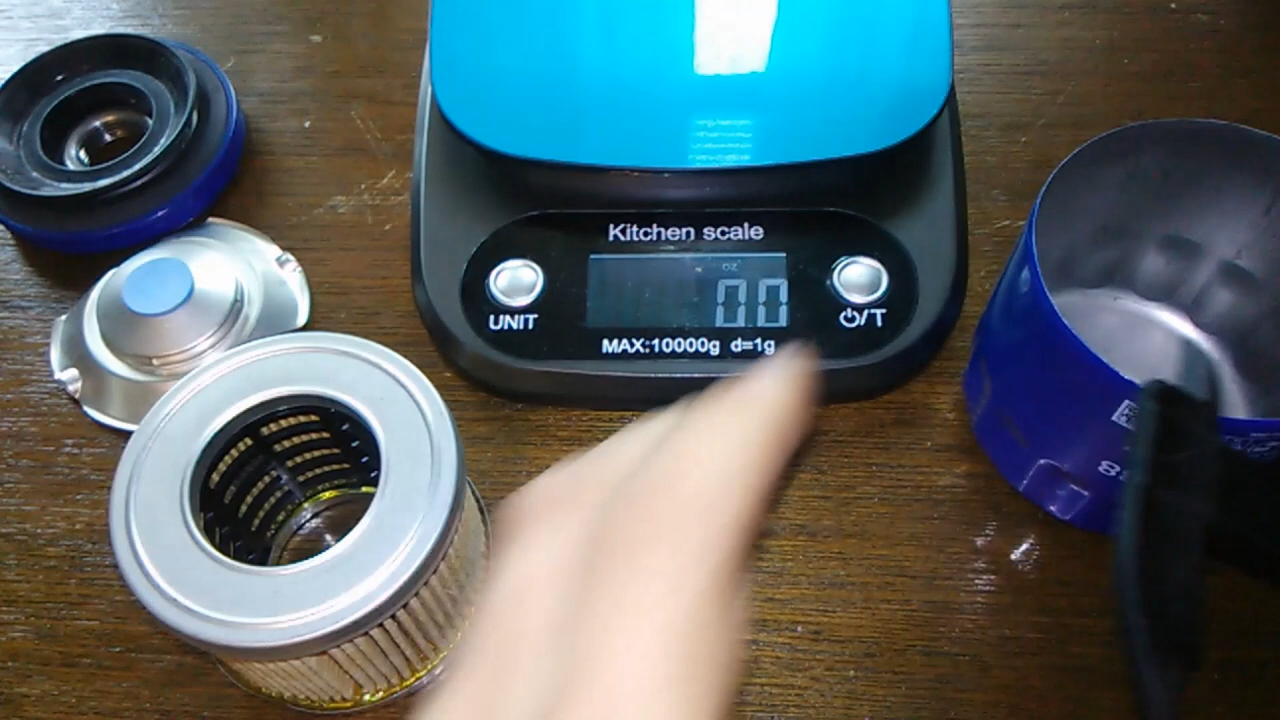 Kitchen scale
oz
0.0
UNIT
⏻/T
MAX:10000g d=1g